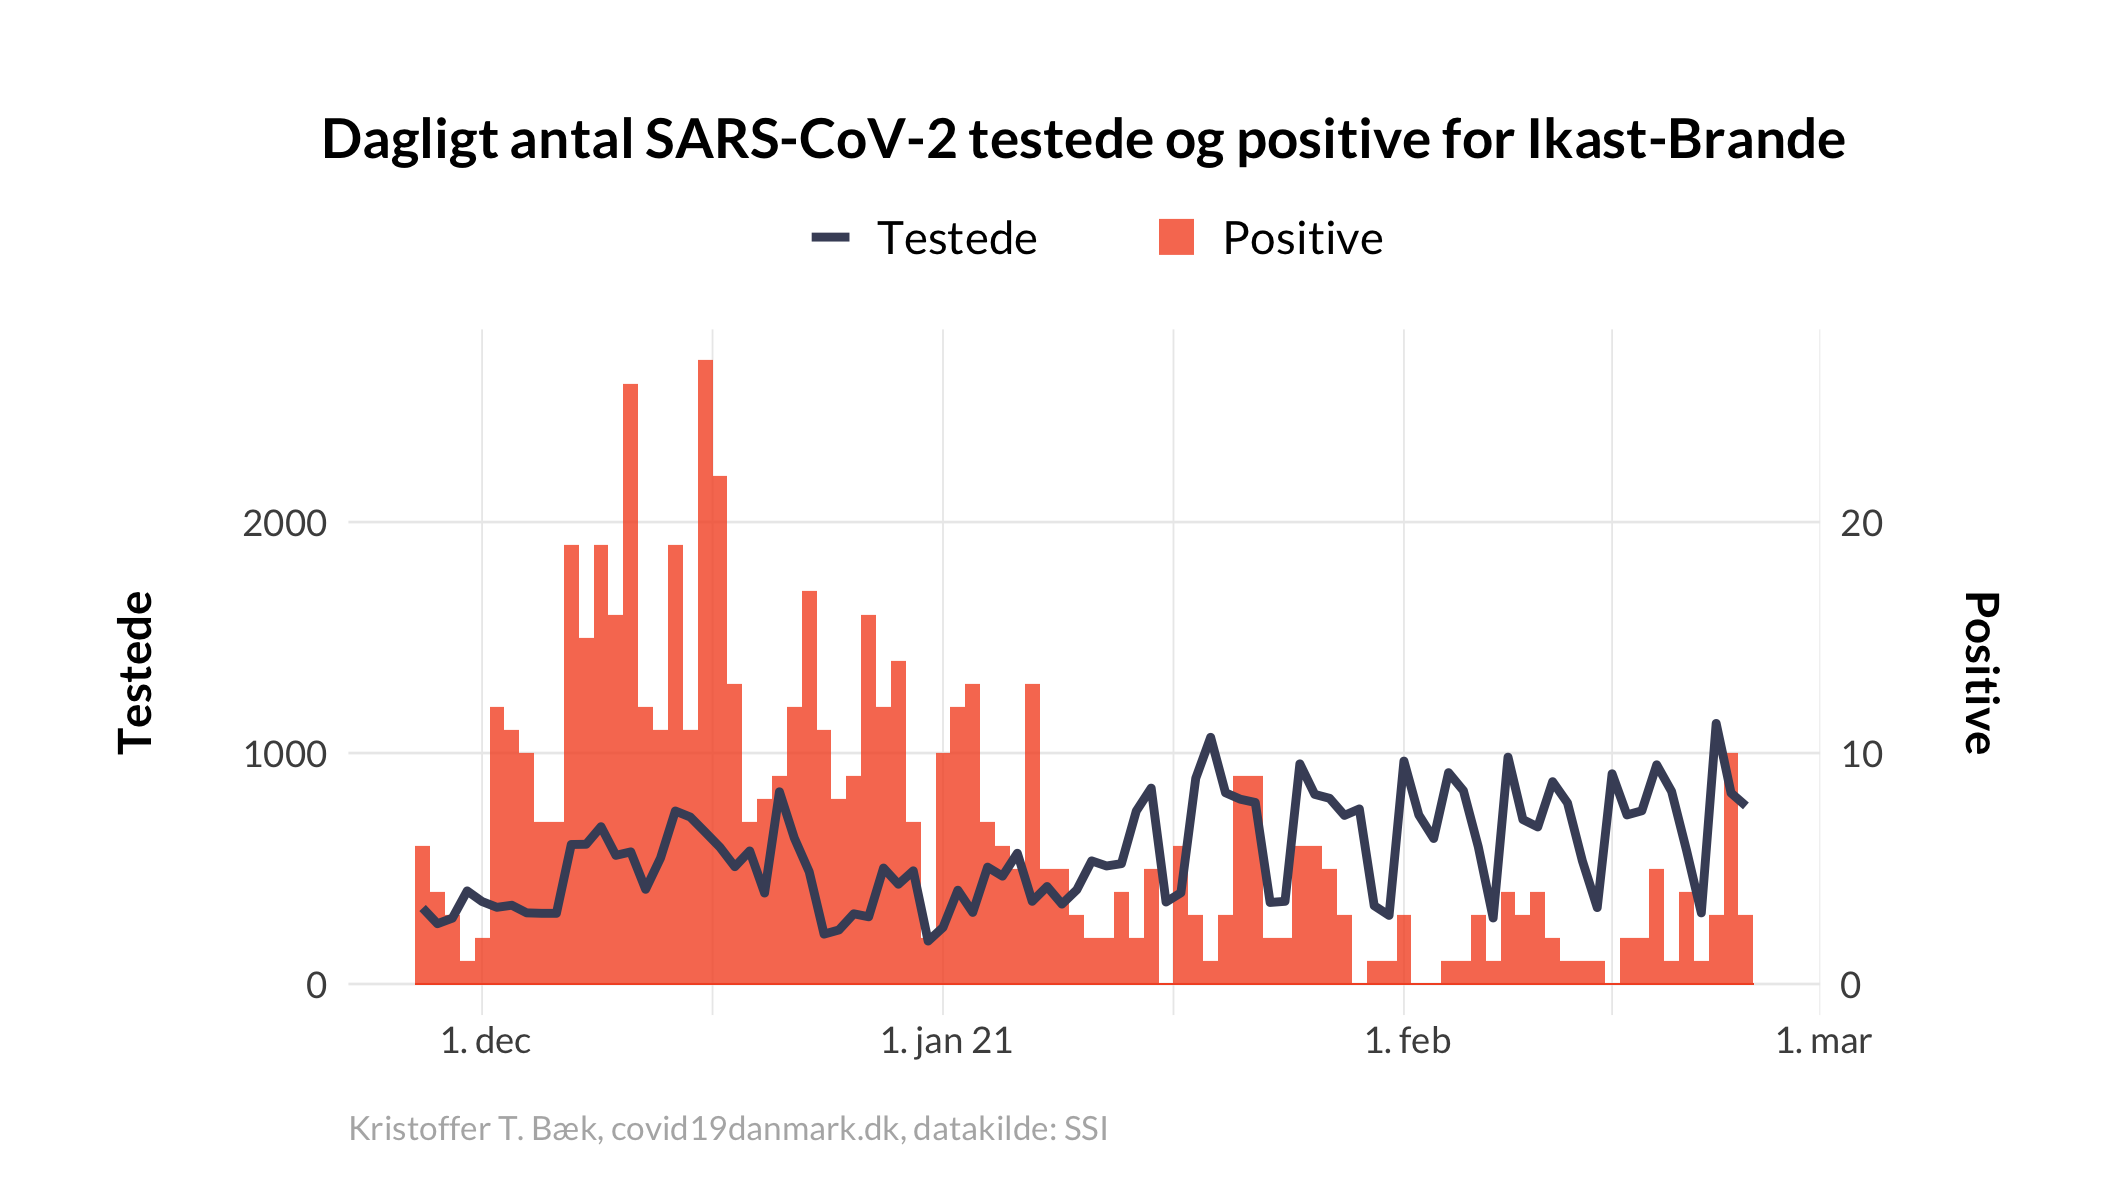 Dagligt antal SARS-CoV-2 testede og positive for Ikast-Brande
Testede Positive
2000 20
1000 10
0 0
Testede
Positive
1. dec 1. jan 21 1. feb 1. mar
Kristoffer T. Bæk, covid19danmark.dk, datakilde: SSI